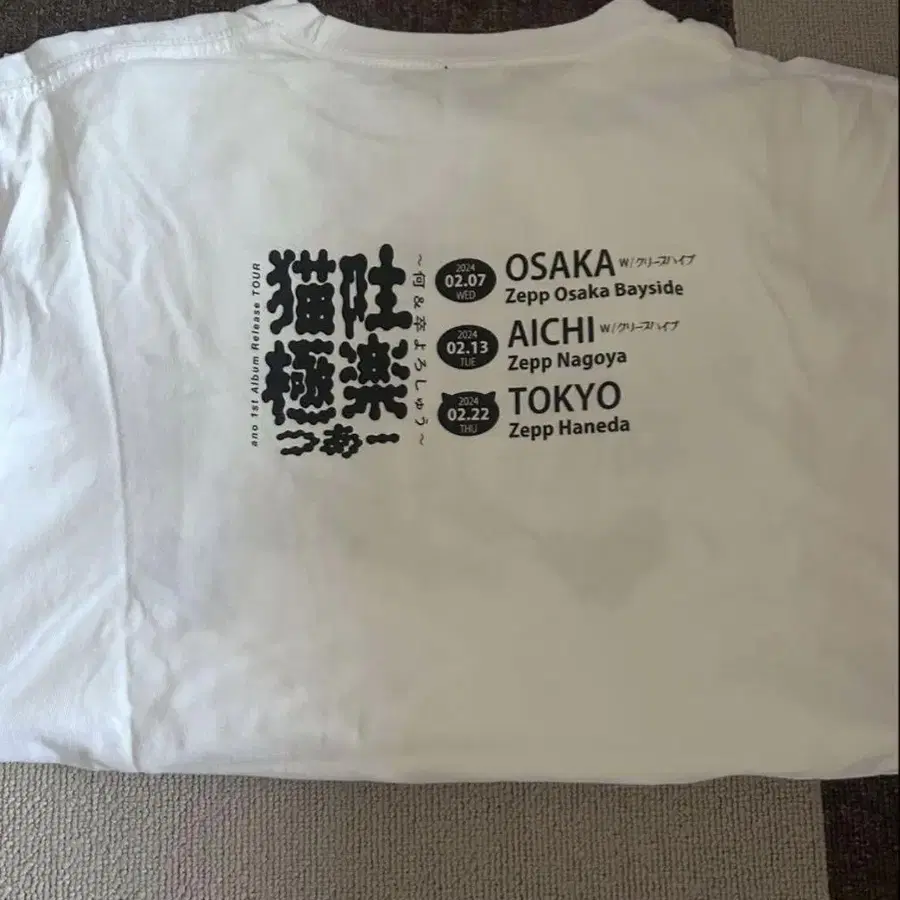 ano 1st Album Release TOUR
猫吐
極楽
つあー
～何&卒よろしゅう～
2024
02.07
WED
OSAKA W/クリープハイプ
Zepp Osaka Bayside
2024
02.13
TUE
AICHI W/クリープハイプ
Zepp Nagoya
2024
02.22
THU
TOKYO
Zepp Haneda